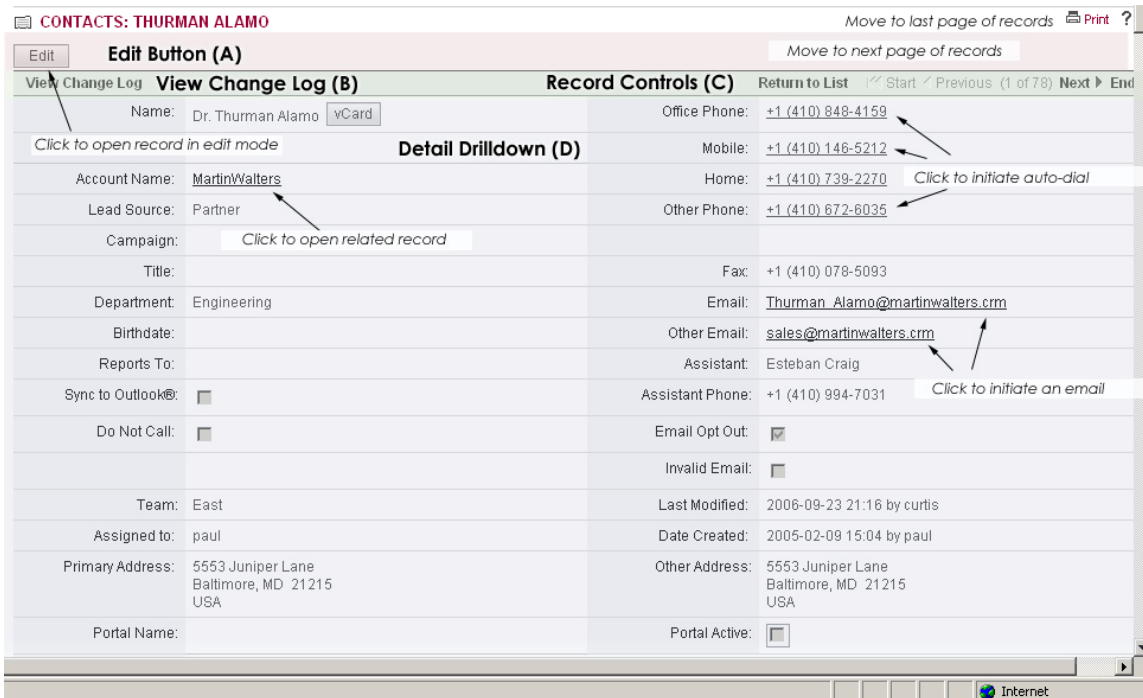 CONTACTS: THURMAN ALAMO Move to last page of records Print ?
Edit Edit Button (A) Move to next page of records
View Change Log View Change Log (B) Record Controls (C) Return to List Start Previous (1 of 78) Next End
Name: Dr. Thurman Alamo vCard Office Phone: +1 (410) 848-4159
Click to open record in edit mode Detail Drilldown (D) Mobile: +1 (410) 146-5212
Account Name: MartinWalters Home: +1 (410) 739-2270 Click to initiate auto-dial
Lead Source: Partner Other Phone: +1 (410) 672-6035
Campaign: Click to open related record
Title: Fax: +1 (410) 078-5093
Department: Engineering Email: Thurman_Alamo@martinwalters.crm
Birthdate: Other Email: sales@martinwalters.crm
Reports To: Assistant: Esteban Craig
Sync to Outlook®: Assistant Phone: +1 (410) 994-7031 Click to initiate an email
Do Not Call: Email Opt Out:
Invalid Email:
Team: East Last Modified: 2006-09-23 21:16 by curtis
Assigned to: paul Date Created: 2005-02-09 15:04 by paul
Primary Address: 5553 Juniper Lane Other Address: 5553 Juniper Lane
Baltimore, MD 21215 Baltimore, MD 21215
USA USA
Portal Name: Portal Active:
Internet